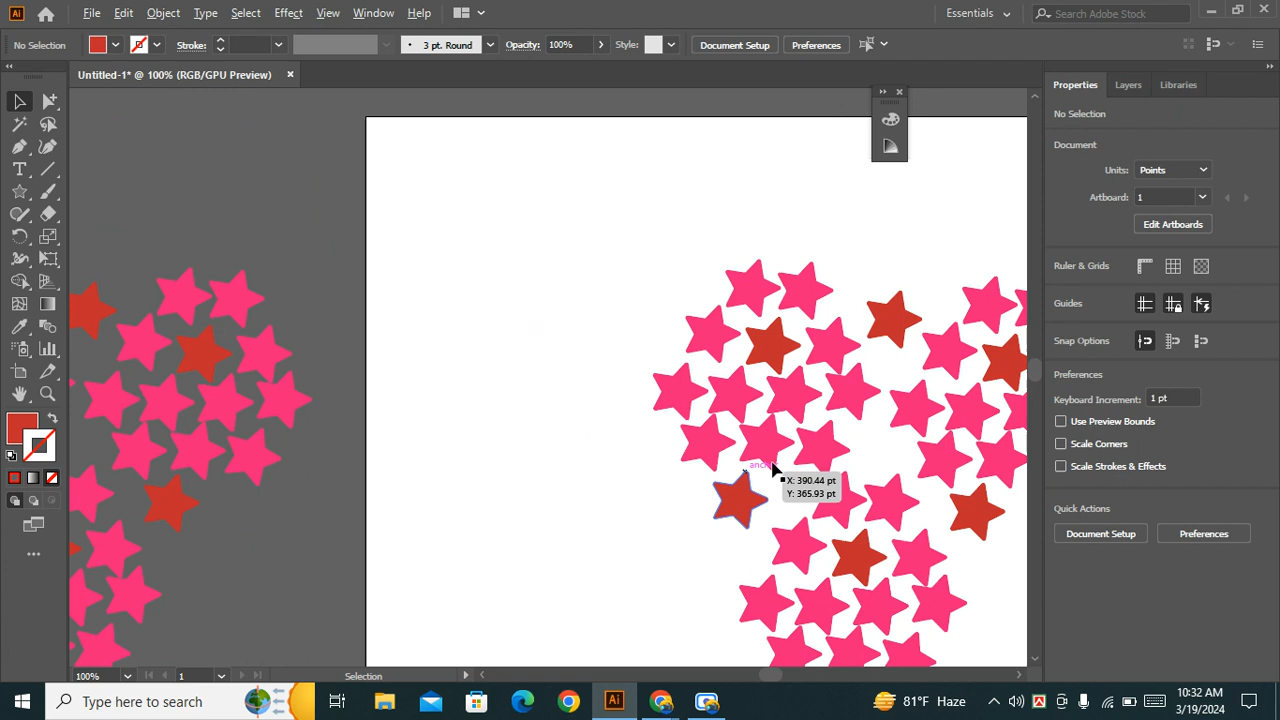 Ai File Edit Object Type Select Effect View Window Help Essentials Search Adobe Stock
No Selection Stroke: 3 pt. Round Opacity: 100% Style: Document Setup Preferences
Untitled-1* @ 100% (RGB/GPU Preview)
Properties Layers Libraries
No Selection
Document
Units: Points
Artboard: 1
Edit Artboards
Ruler & Grids
Guides
Snap Options
Preferences
Keyboard Increment: 1 pt
Use Preview Bounds
Scale Corners
Scale Strokes & Effects
X: 390.44 pt
Y: 365.93 pt
Quick Actions
Document Setup Preferences
100% 1 Selection
Type here to search Ai 81°F Haze
3/19/2024